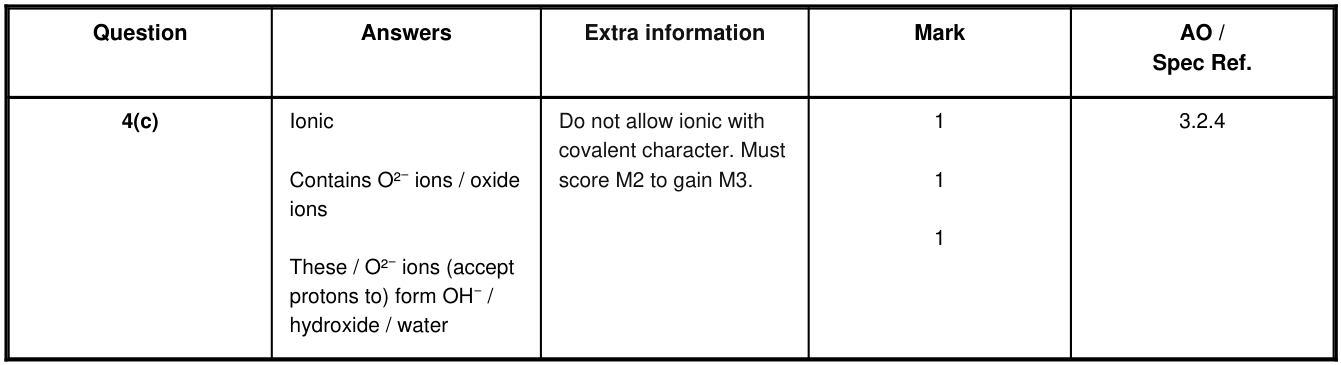 Question
Answers
Extra information
Mark
AO /
Spec Ref.
4(c)
Ionic
Contains O²⁻ ions / oxide
ions
These / O²⁻ ions (accept
protons to) form OH⁻ /
hydroxide / water
Do not allow ionic with
covalent character. Must
score M2 to gain M3.
1
1
1
3.2.4